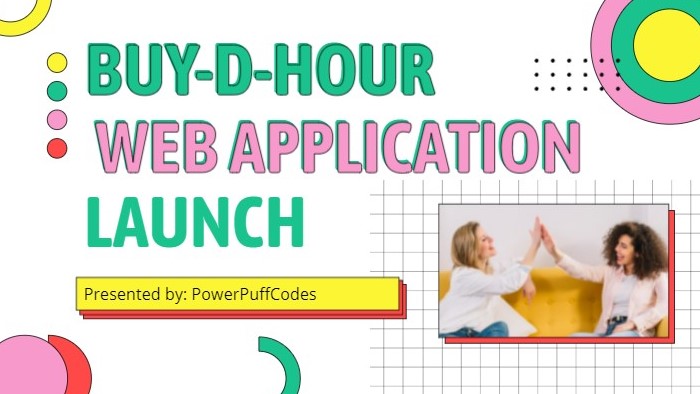 BUY-D-HOUR
WEB APPLICATION
LAUNCH
Presented by: PowerPuffCodes